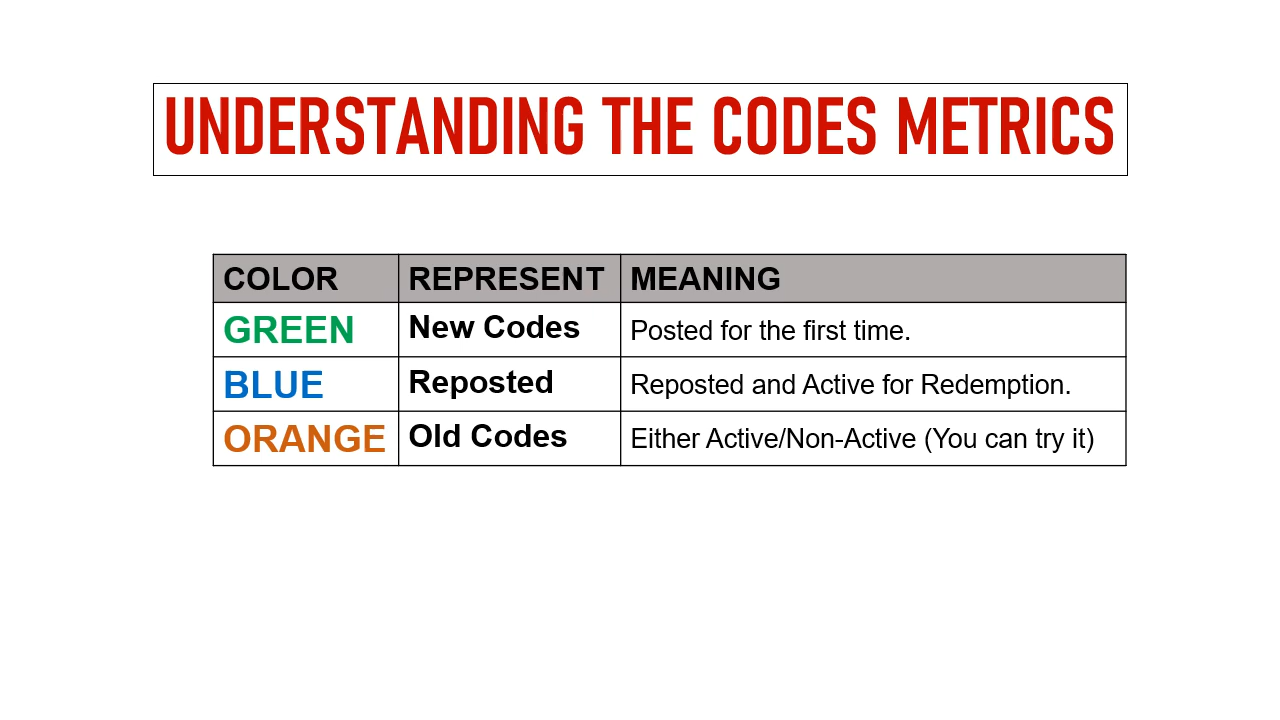 UNDERSTANDING THE CODES METRICS
COLOR REPRESENT MEANING
GREEN New Codes Posted for the first time.
BLUE Reposted Reposted and Active for Redemption.
ORANGE Old Codes Either Active/Non-Active (You can try it)